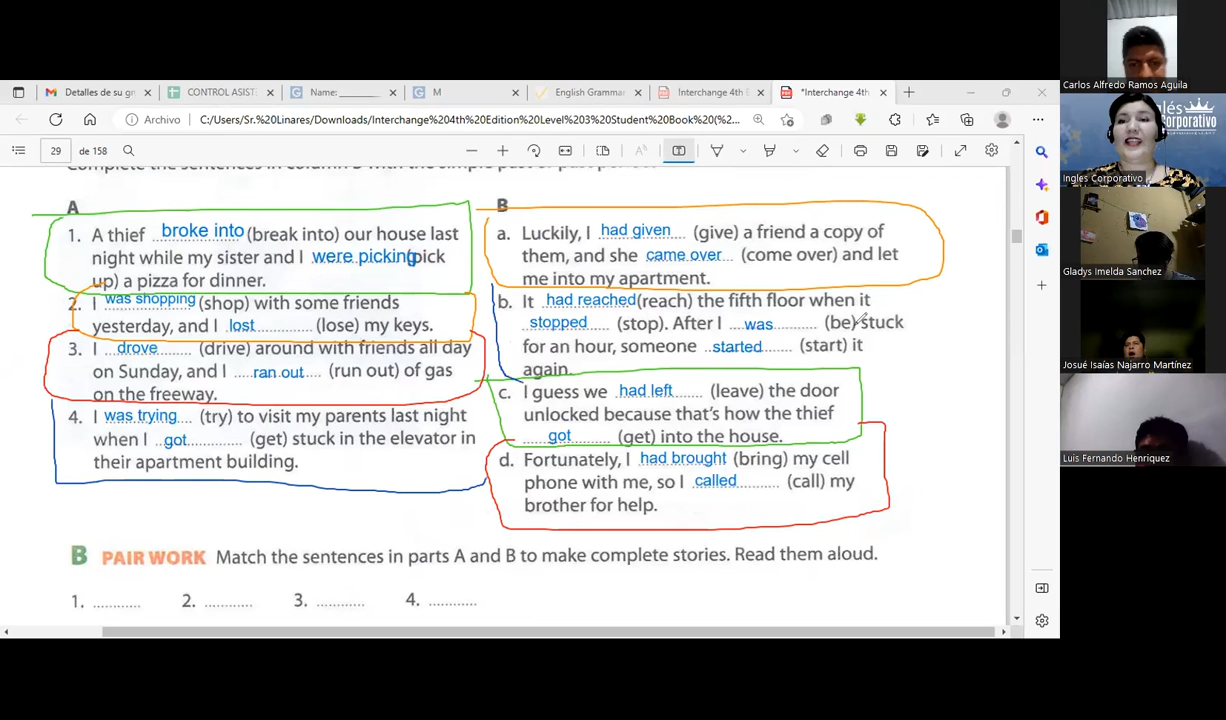 Carlos Alfredo Ramos Aguila
Detalles de su gr
CONTROL ASIST
Name: ________
M
English Grammar
Interchange 4th E
*Interchange 4th
Archivo
C:/Users/Sr.%20Linares/Downloads/Interchange%204th%20Edition%20Level%203%20Student%20Book%20(%2...
29
de 158
glés
Corporativo
Ingles Corporativo
A
1. A thief broke into (break into) our house last
night while my sister and I were picking (pick
up) a pizza for dinner.
2. I was shopping (shop) with some friends
yesterday, and I lost (lose) my keys.
3. I drove (drive) around with friends all day
on Sunday, and I ran out (run out) of gas
on the freeway.
4. I was trying (try) to visit my parents last night
when I got (get) stuck in the elevator in
their apartment building.
B
a. Luckily, I had given (give) a friend a copy of
them, and she came over (come over) and let
me into my apartment.
b. It had reached (reach) the fifth floor when it
stopped (stop). After I was (be) stuck
for an hour, someone started (start) it
again.
c. I guess we had left (leave) the door
unlocked because that's how the thief
got (get) into the house.
d. Fortunately, I had brought (bring) my cell
phone with me, so I called (call) my
brother for help.
B PAIR WORK Match the sentences in parts A and B to make complete stories. Read them aloud.
1. ............ 2. ............ 3. ............ 4. ............
Gladys Imelda Sanchez
Josué Isaías Najarro Martínez
Luis Fernando Henriquez